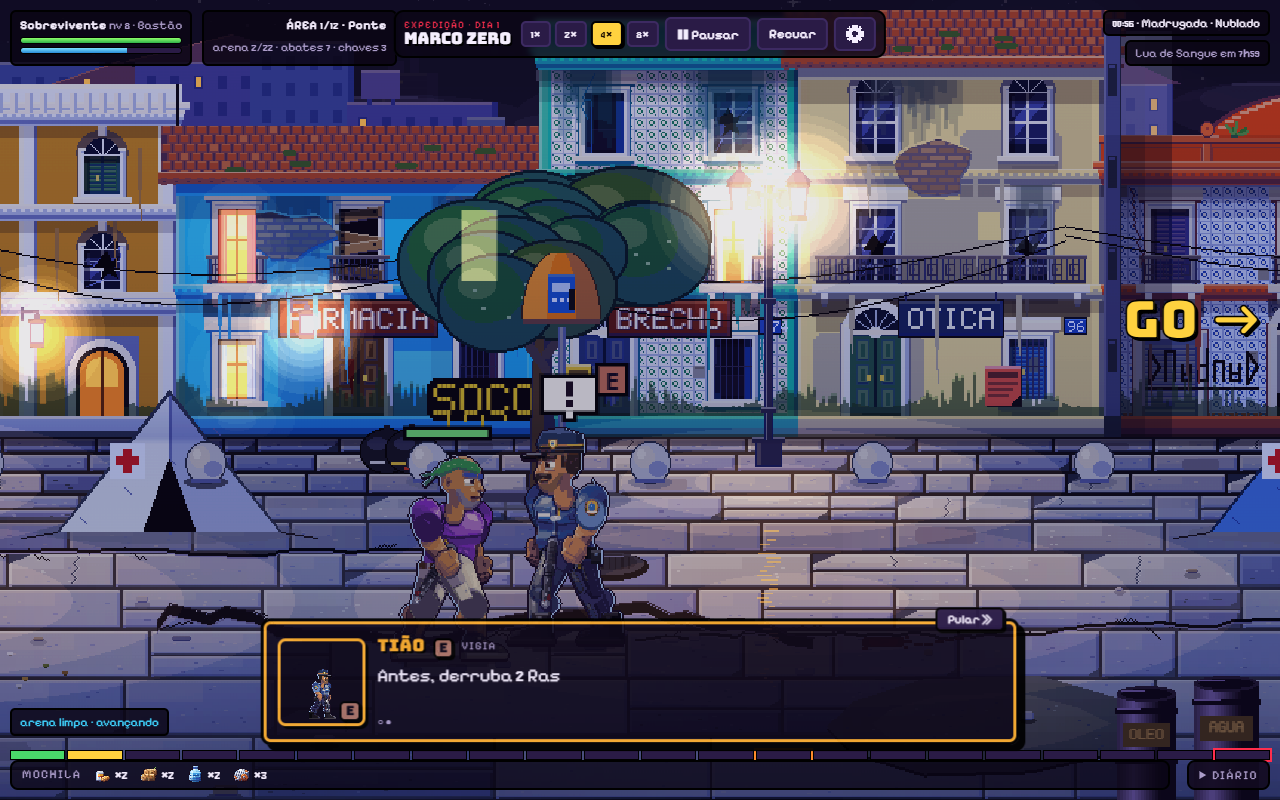 Sobrevivente nv 8 · Bastão
ÁREA 1/12 · Ponte
arena 2/22 · abates 7 · chaves 3
EXPEDIÇÃO · DIA 1
MARCO ZERO
1×
2×
4×
8×
Pausar
Recuar
00:56 · Madrugada · Nublado
Lua de Sangue em 7h59
FARMACIA
BRECHO
OTICA
96
GO →
SOCO
!
E
Pular »
TIÃO E VIGIA
Antes, derruba 2 Ras
E
arena limpa · avançando
OLEO
AGUA
MOCHILA ×2 ×2 ×2 ×3
▶ DIÁRIO